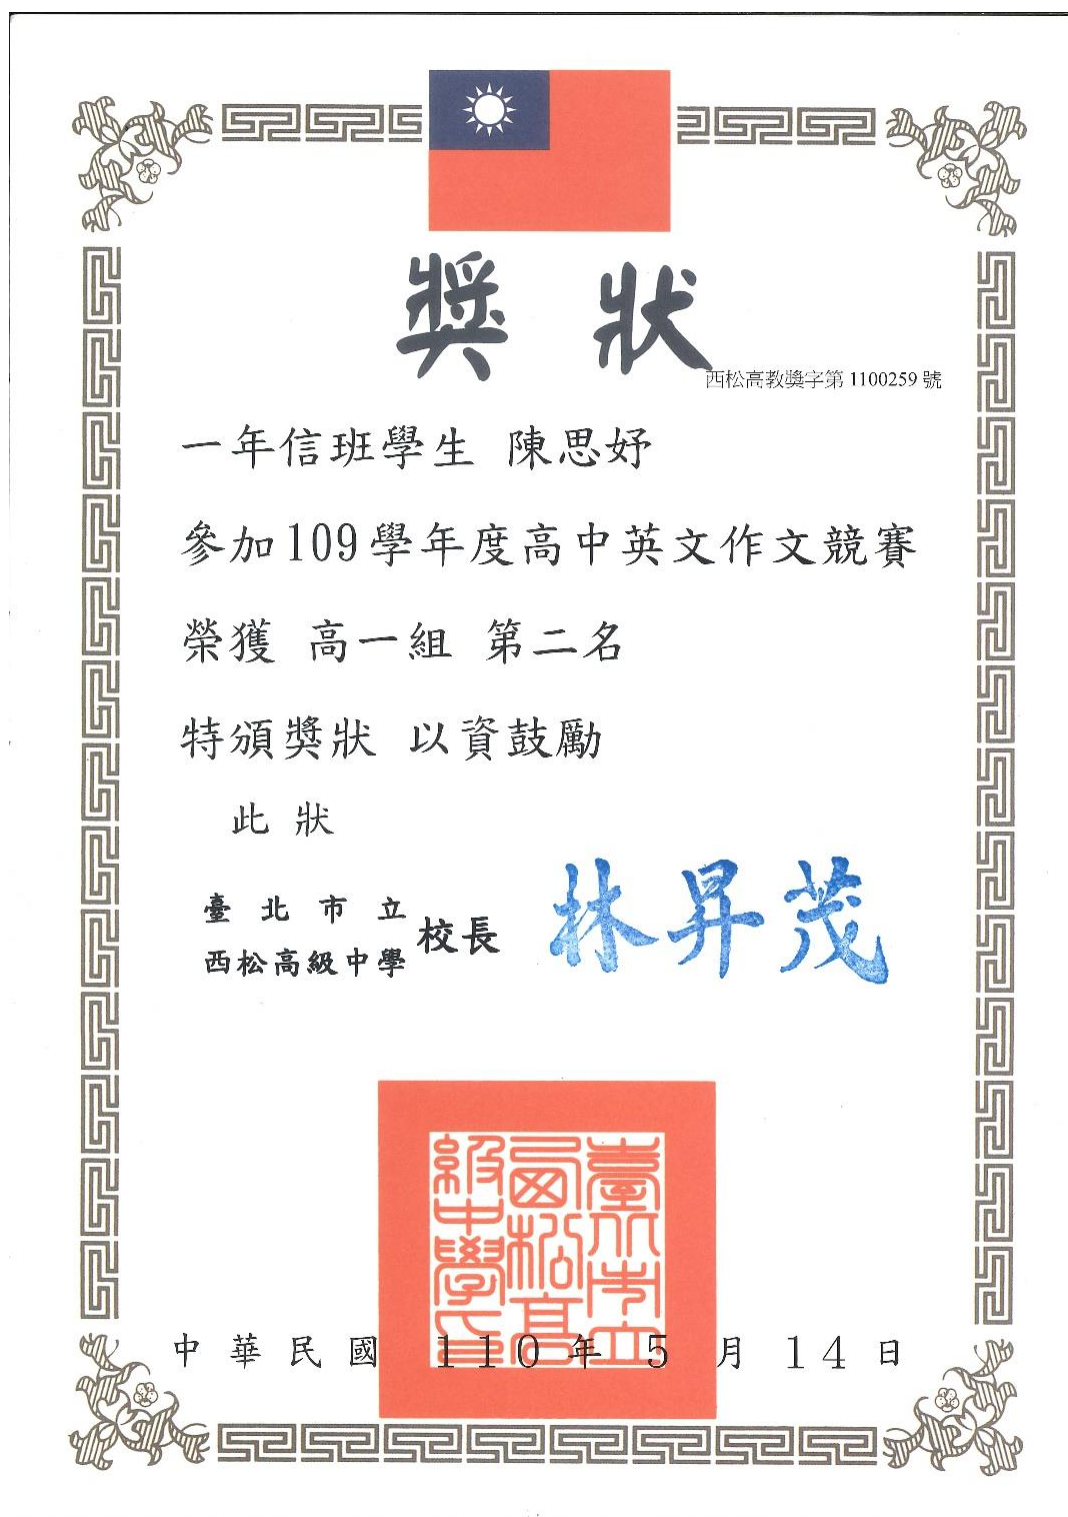 獎狀
西松高教獎字第 1100259 號
一年信班學生 陳思妤
參加109學年度高中英文作文競賽
榮獲 高一組 第二名
特頒獎狀 以資鼓勵
此 狀
臺北市立
西松高級中學
校長
林昇茂
臺北市立
西松高
級中學印
中華民國 110 年 5 月 14 日